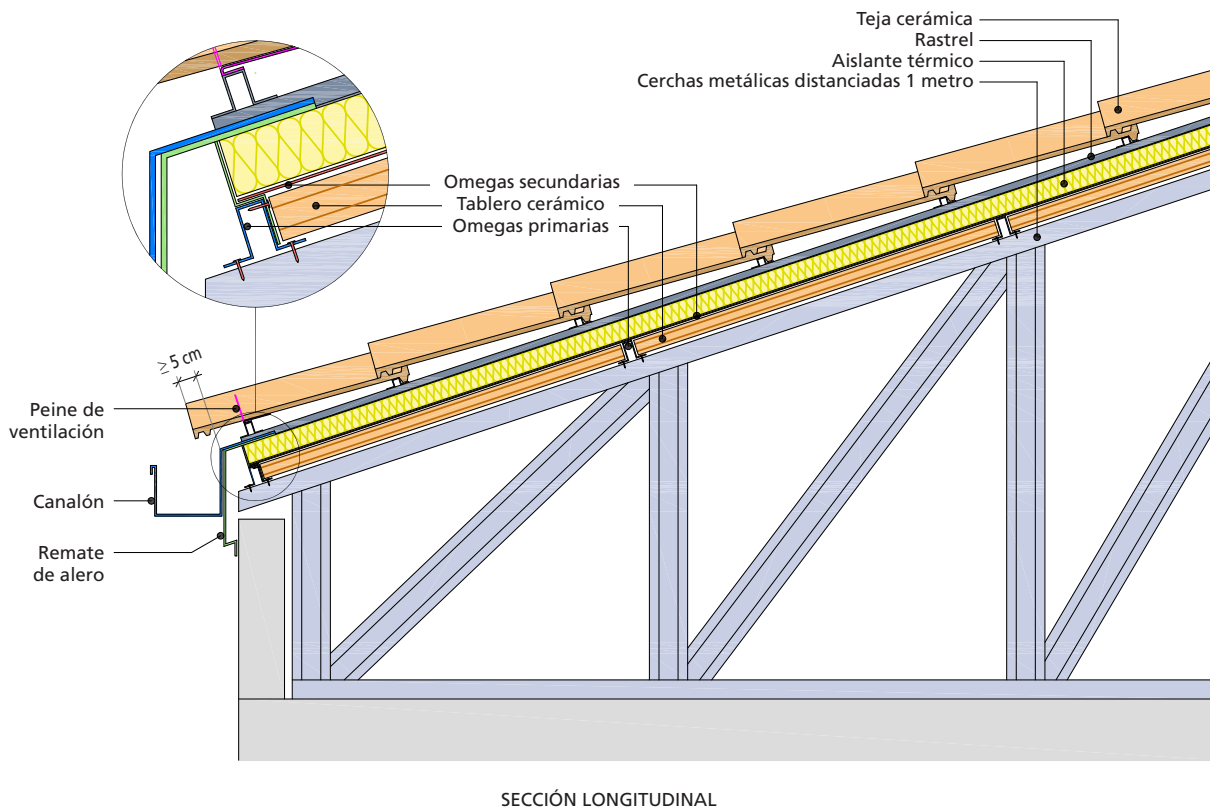 Teja cerámica
Rastrel
Aislante térmico
Cerchas metálicas distanciadas 1 metro
Omegas secundarias
Tablero cerámico
Omegas primarias
≥ 5 cm
Peine de
ventilación
Canalón
Remate
de alero
SECCIÓN LONGITUDINAL